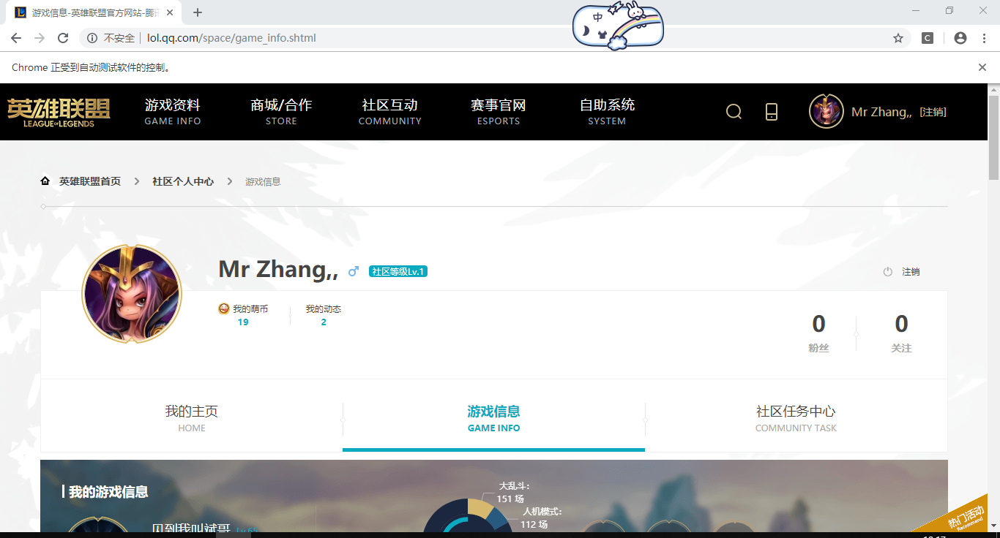 游戏信息-英雄联盟官方网站-腾讯
不安全 lol.qq.com/space/game_info.shtml
中
C
Chrome 正受到自动测试软件的控制。
英雄联盟
LEAGUE OF LEGENDS
游戏资料 商城/合作 社区互动 赛事官网 自助系统
GAME INFO STORE COMMUNITY ESPORTS SYSTEM
Mr Zhang,, [注销]
英雄联盟首页 社区个人中心 游戏信息
Mr Zhang,, 社区等级Lv.1
注销
我的萌币 我的动态
19 2
0 0
粉丝 关注
我的主页 游戏信息 社区任务中心
HOME GAME INFO COMMUNITY TASK
我的游戏信息
大乱斗:
151 场
人机模式:
112 场
见到我叫斌哥 Lv.65
热门活动
Recommend